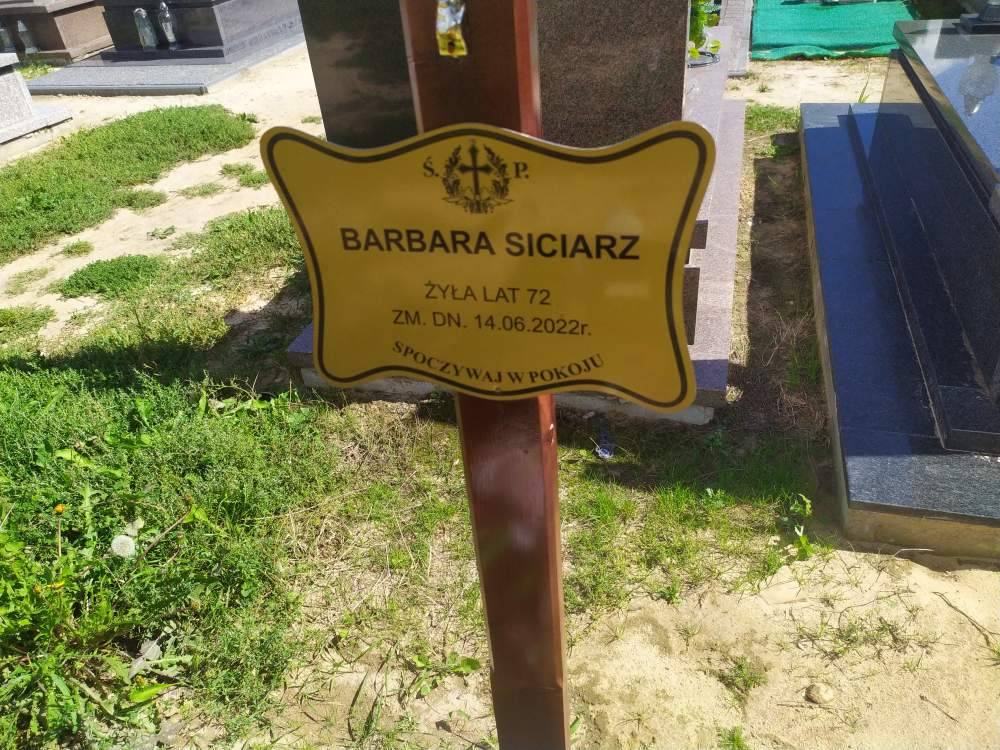 Ś. P.
BARBARA SICIARZ
ŻYŁA LAT 72
ZM. DN. 14.06.2022r.
SPOCZYWAJ W POKOJU